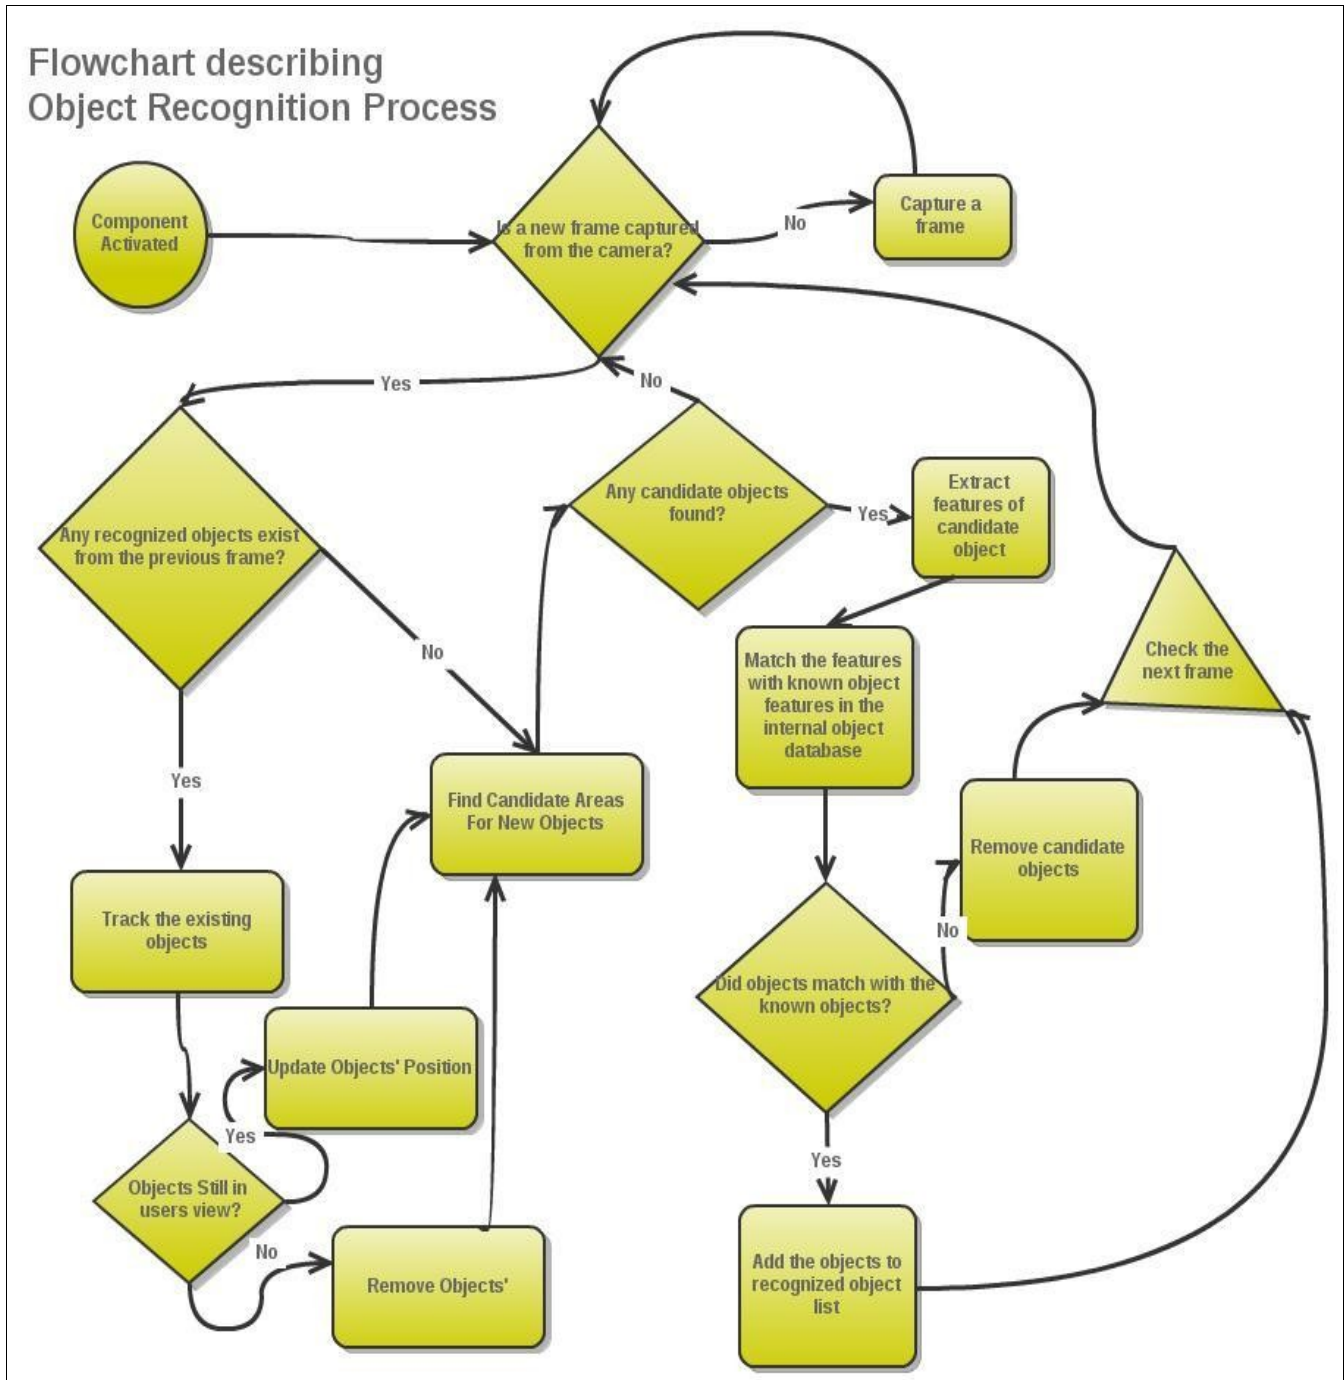 Flowchart describing
Object Recognition Process
Component
Activated
Is a new frame captured
from the camera?
No
Capture a
frame
Yes
No
Any recognized objects exist
from the previous frame?
Any candidate objects
found?
Yes
Extract
features of
candidate
object
No
Match the features
with known object
features in the
internal object
database
Check the
next frame
Yes
Find Candidate Areas
For New Objects
Remove candidate
objects
Track the existing
objects
No
Did objects match with the
known objects?
Update Objects' Position
Yes
Yes
Objects Still in
users view?
No
Remove Objects'
Add the objects to
recognized object
list